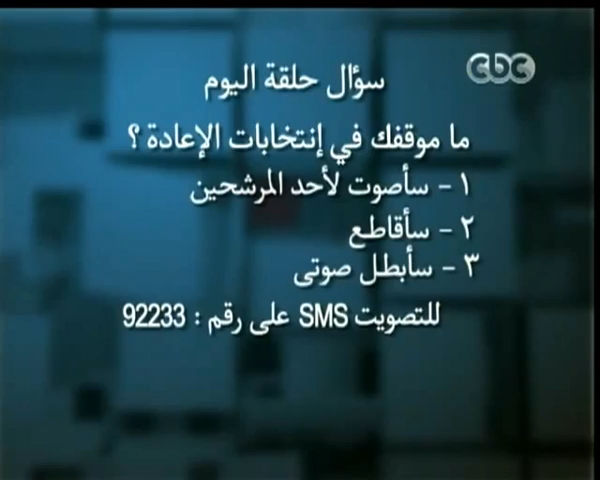 cbc
سؤال حلقة اليوم
ما موقفك في إنتخابات الإعادة ؟
١ - سأصوت لأحد المرشحين
٢ - سأقاطع
٣ - سأبطل صوتى
للتصويت SMS على رقم : 92233